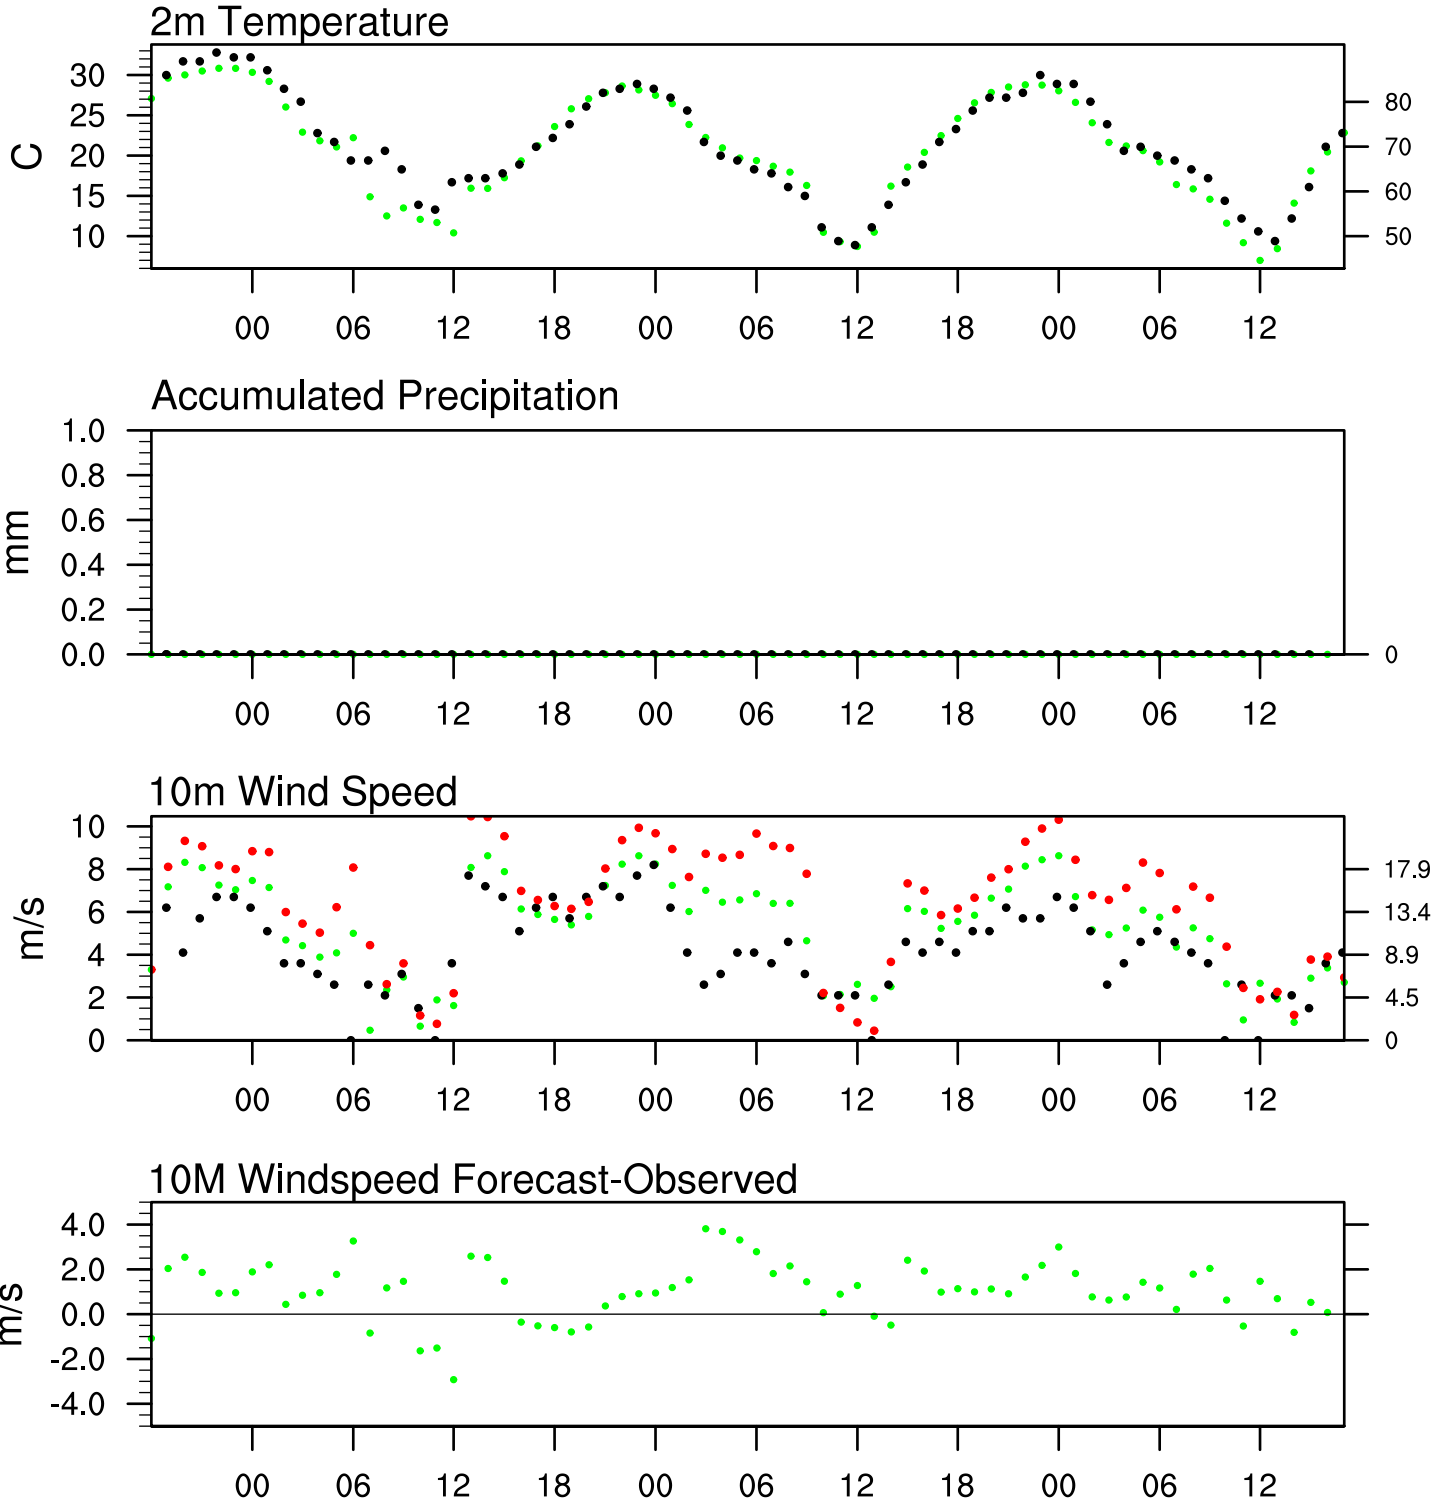 2m Temperature
30
25
20
15
10
C
80
70
60
50
00 06 12 18 00 06 12 18 00 06 12
Accumulated Precipitation
1.0
0.8
0.6
0.4
0.2
0.0
mm
0
00 06 12 18 00 06 12 18 00 06 12
10m Wind Speed
10
8
6
4
2
0
m/s
17.9
13.4
8.9
4.5
0
00 06 12 18 00 06 12 18 00 06 12
10M Windspeed Forecast-Observed
4.0
2.0
0.0
-2.0
-4.0
m/s
00 06 12 18 00 06 12 18 00 06 12